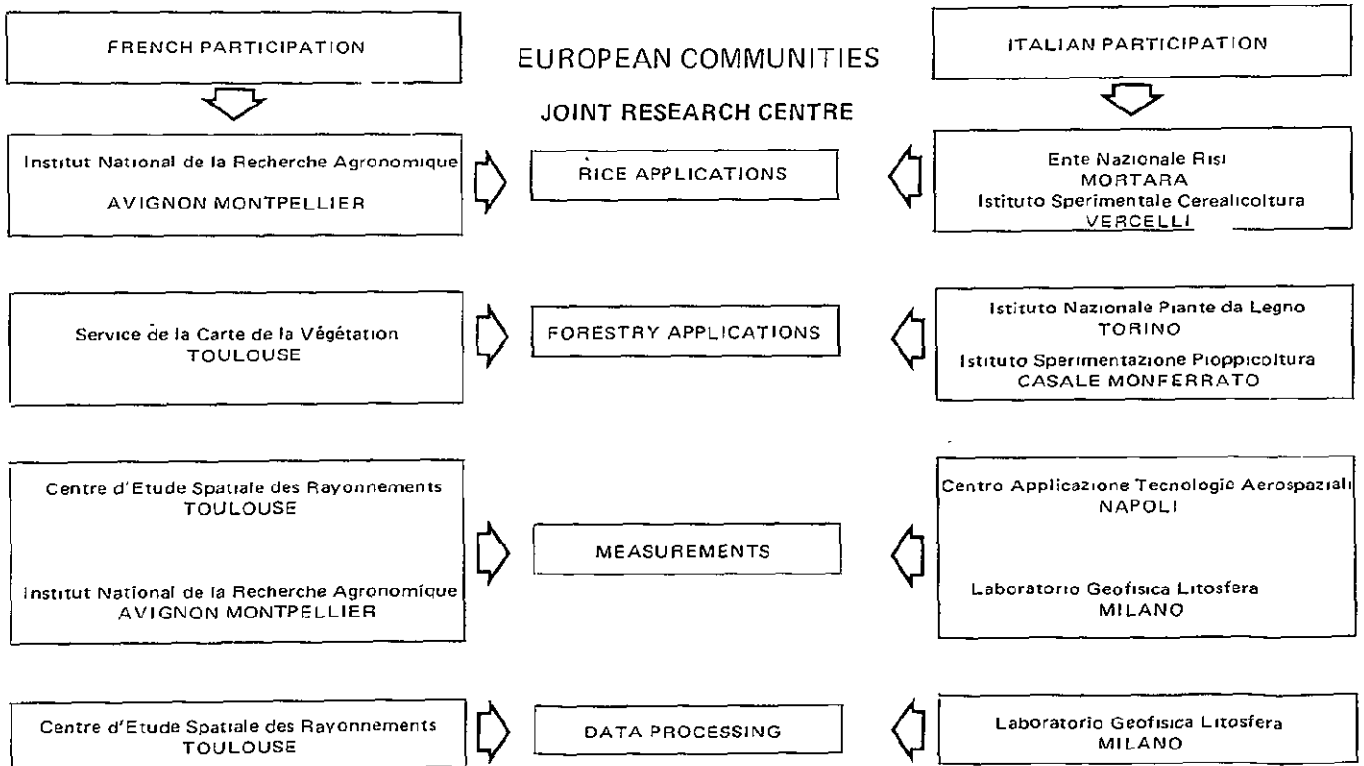 FRENCH PARTICIPATION
EUROPEAN COMMUNITIES
JOINT RESEARCH CENTRE
ITALIAN PARTICIPATION
Institut National de la Recherche Agronomique
AVIGNON MONTPELLIER
RICE APPLICATIONS
Ente Nazionale Risi
MORTARA
Istituto Sperimentale Cerealicoltura
VERCELLI
Service de la Carte de la Végétation
TOULOUSE
FORESTRY APPLICATIONS
Istituto Nazionale Piante da Legno
TORINO
Istituto Sperimentazione Pioppicoltura
CASALE MONFERRATO
Centre d'Etude Spatiale des Rayonnements
TOULOUSE
Institut National de la Recherche Agronomique
AVIGNON MONTPELLIER
MEASUREMENTS
Centro Applicazione Tecnologie Aerospaziali
NAPOLI
Laboratorio Geofisica Litosfera
MILANO
Centre d'Etude Spatiale des Rayonnements
TOULOUSE
DATA PROCESSING
Laboratorio Geofisica Litosfera
MILANO